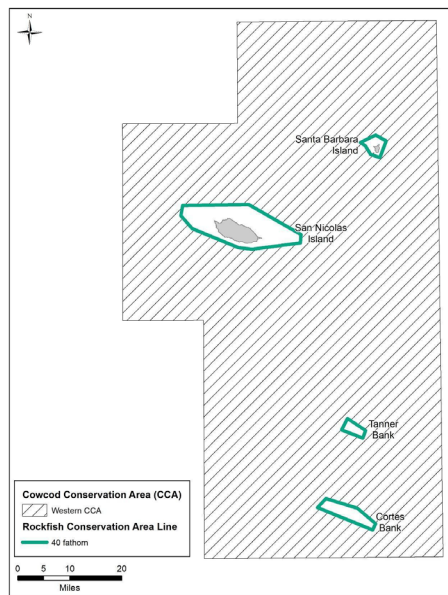 N
Santa Barbara
Island
San Nicolas
Island
Tanner
Bank
Cortes
Bank
Cowcod Conservation Area (CCA)
Western CCA
Rockfish Conservation Area Line
40 fathom
0 5 10 20
Miles